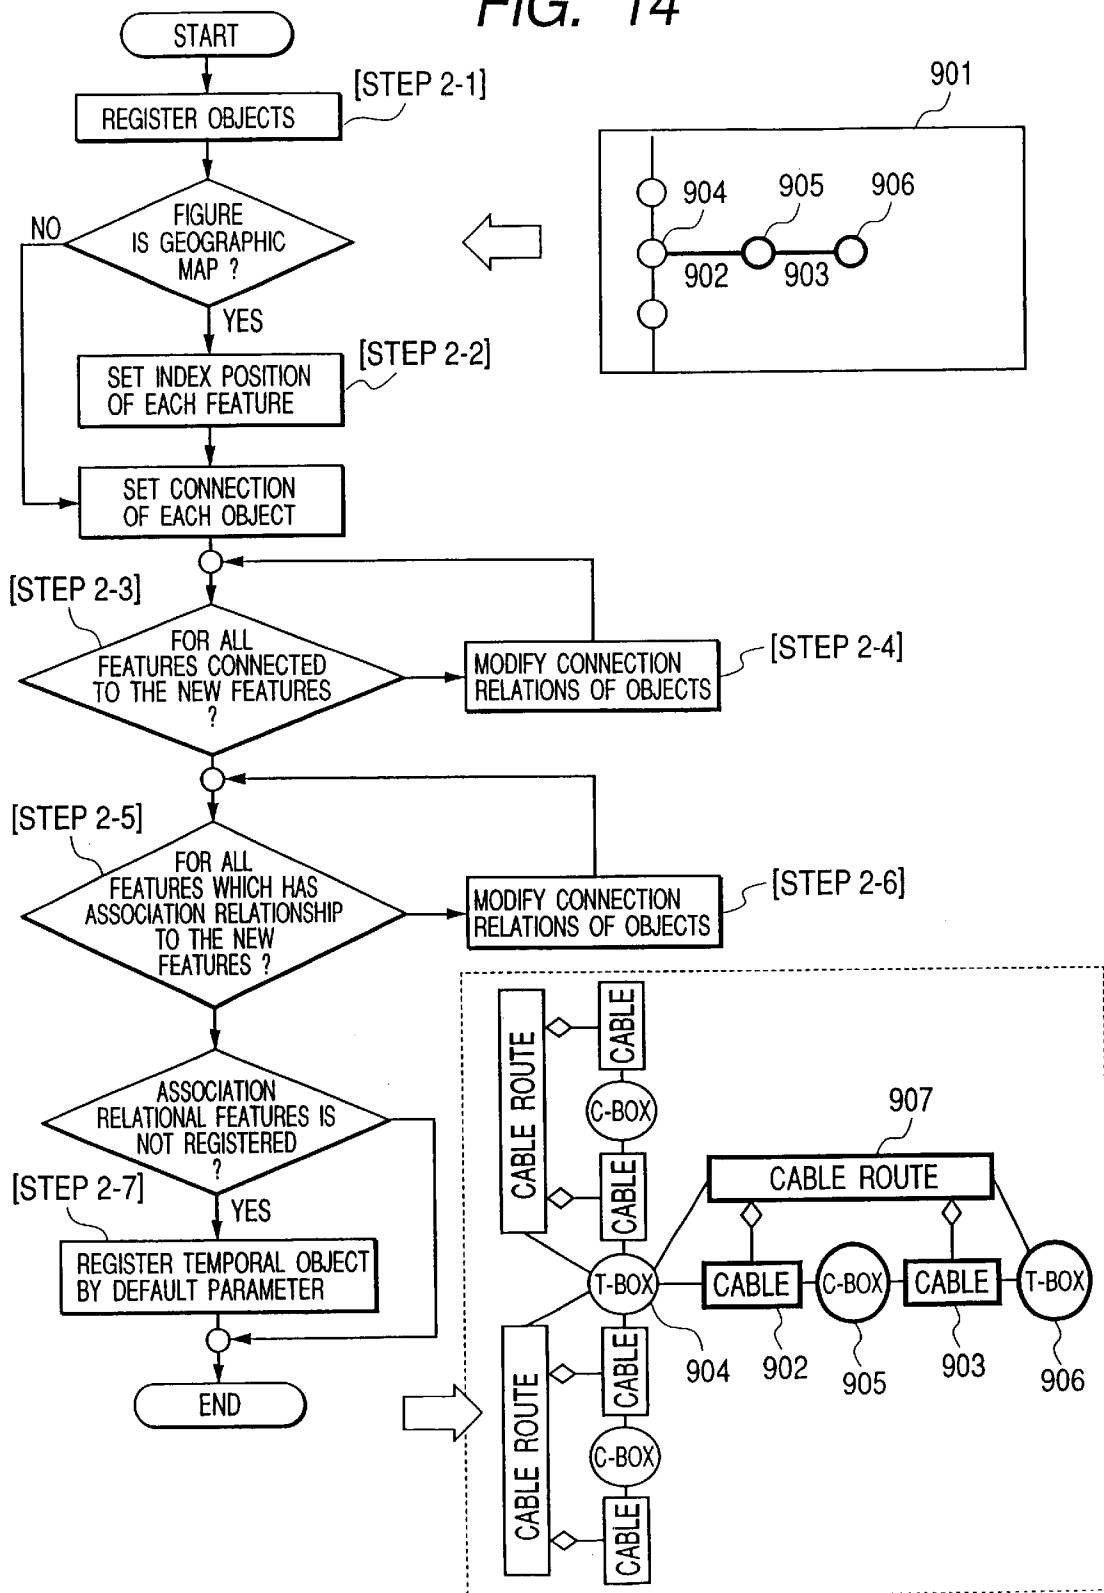 FIG. 14
START
[STEP 2-1]
REGISTER OBJECTS
NO
FIGURE
IS GEOGRAPHIC
MAP ?
YES
[STEP 2-2]
SET INDEX POSITION
OF EACH FEATURE
SET CONNECTION
OF EACH OBJECT
901
904
905
906
902
903
[STEP 2-3]
FOR ALL
FEATURES CONNECTED
TO THE NEW FEATURES
?
MODIFY CONNECTION
RELATIONS OF OBJECTS
[STEP 2-4]
[STEP 2-5]
FOR ALL
FEATURES WHICH HAS
ASSOCIATION RELATIONSHIP
TO THE NEW
FEATURES ?
MODIFY CONNECTION
RELATIONS OF OBJECTS
[STEP 2-6]
ASSOCIATION
RELATIONAL FEATURES IS
NOT REGISTERED
?
[STEP 2-7]
YES
REGISTER TEMPORAL OBJECT
BY DEFAULT PARAMETER
END
CABLE ROUTE
CABLE
C-BOX
CABLE
907
CABLE ROUTE
T-BOX
CABLE
C-BOX
CABLE
T-BOX
904
902
905
903
906
CABLE ROUTE
CABLE
C-BOX
CABLE